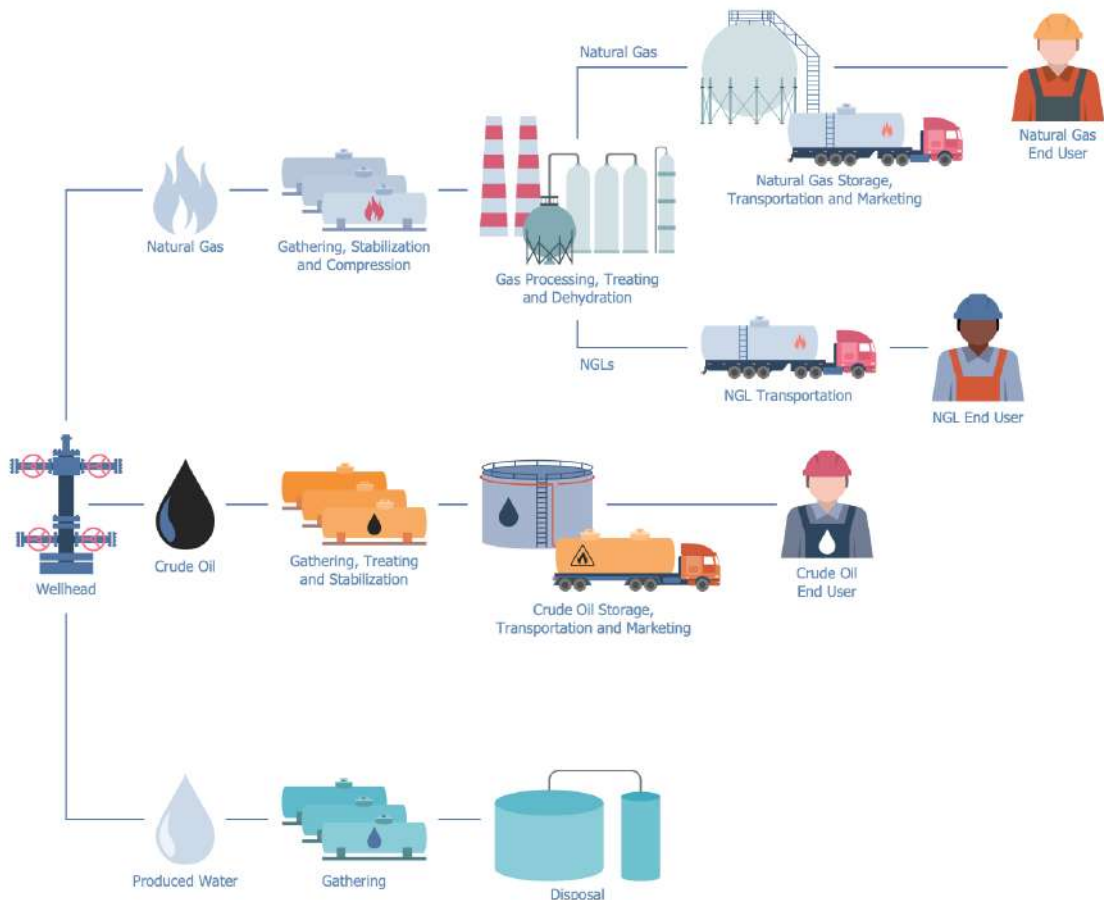 Natural Gas
Natural Gas
End User
Natural Gas Storage,
Transportation and Marketing
Natural Gas
Gathering, Stabilization
and Compression
Gas Processing, Treating
and Dehydration
NGLs
NGL Transportation
NGL End User
Wellhead
Crude Oil
Gathering, Treating
and Stabilization
Crude Oil Storage,
Transportation and Marketing
Crude Oil
End User
Produced Water
Gathering
Disposal